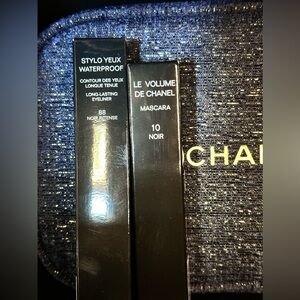 STYLO YEUX
WATERPROOF
CONTOUR DES YEUX
LONGUE TENUE
LONG-LASTING
EYELINER
88
NOIR INTENSE
LE VOLUME
DE CHANEL
MASCARA
10
NOIR
CHA